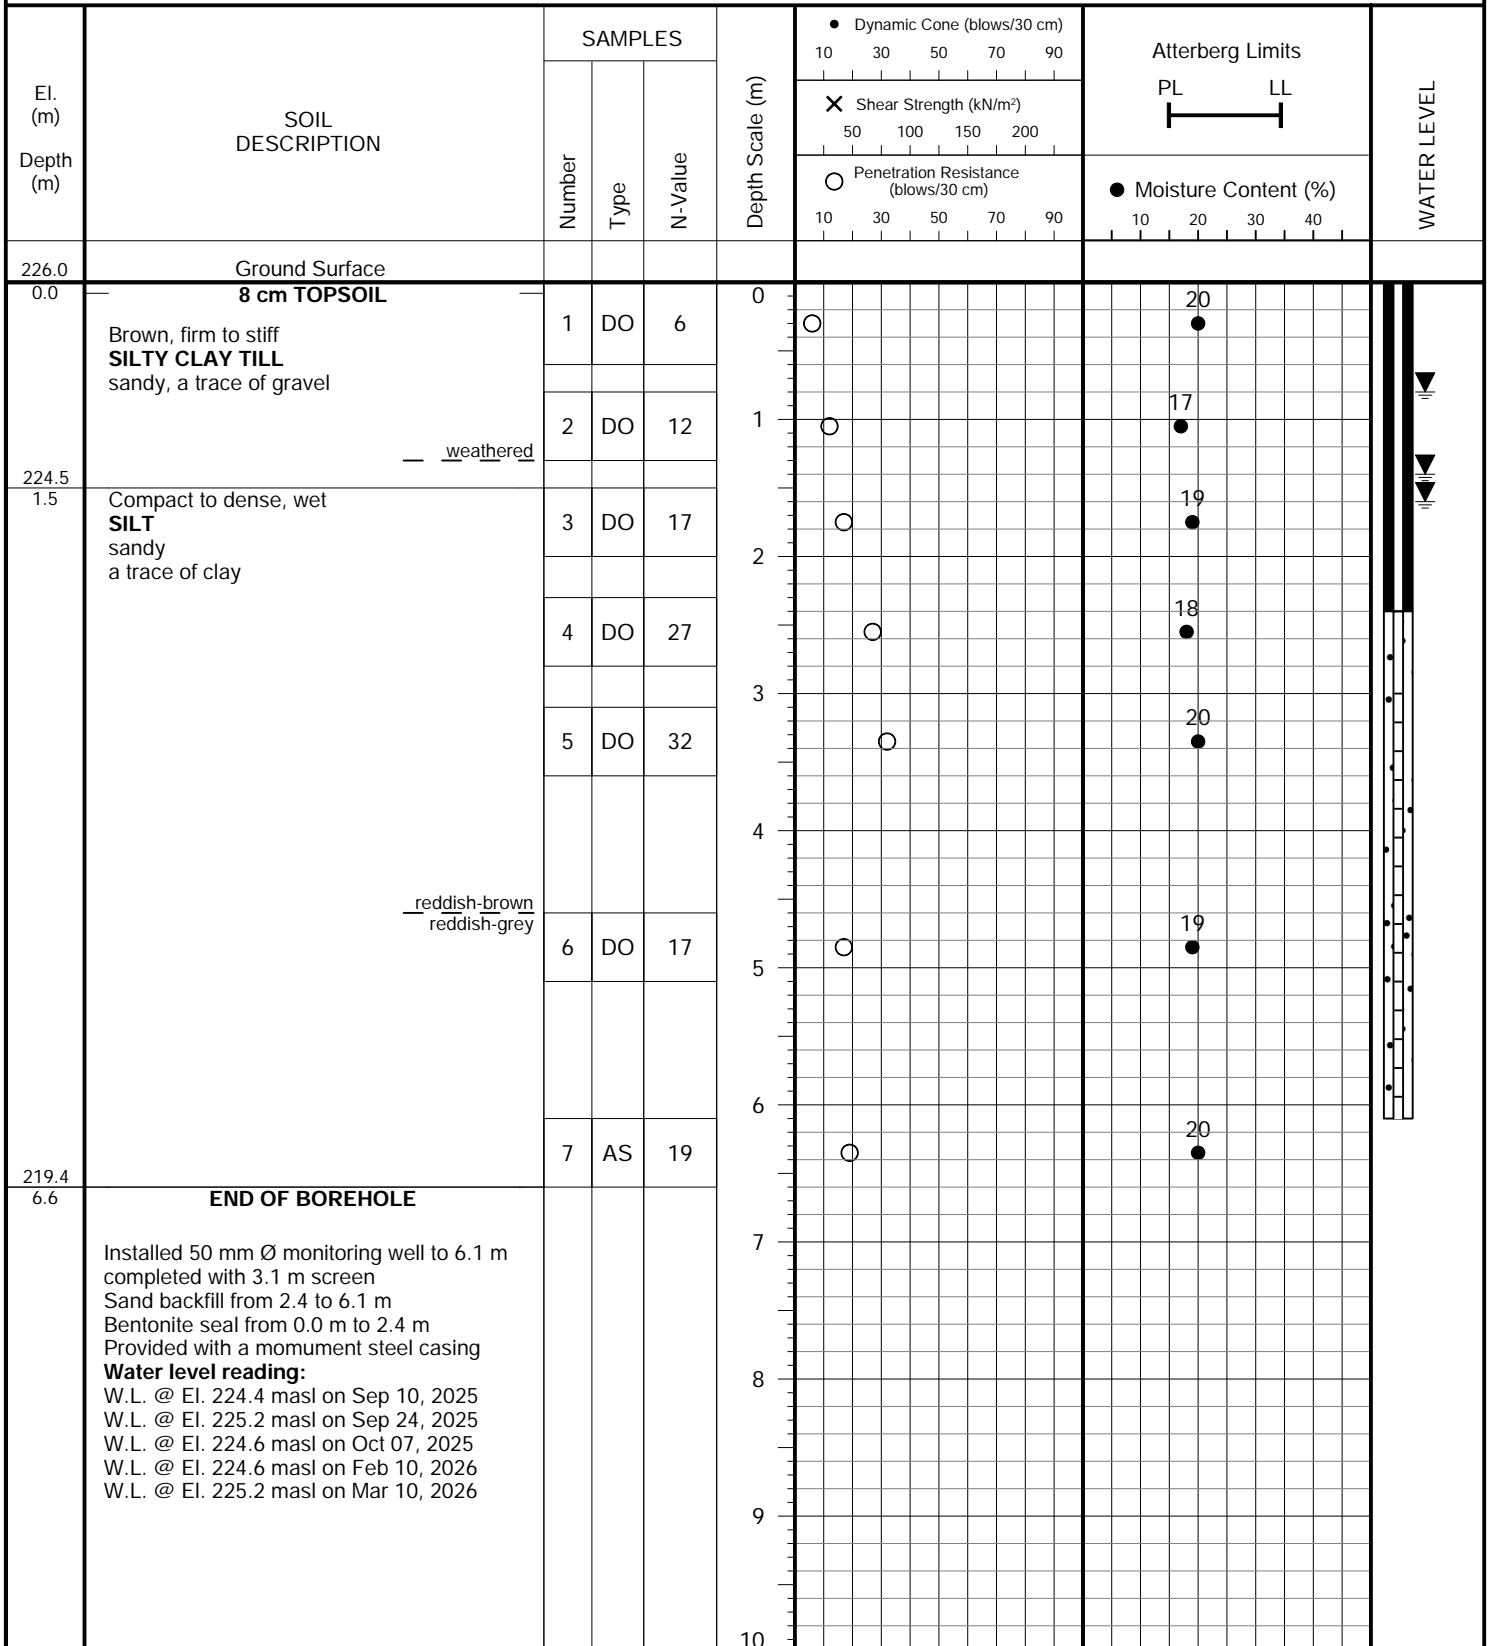 El.
(m)
Depth
(m)
SOIL
DESCRIPTION
SAMPLES
Number
Type
N-Value
Depth Scale (m)
Dynamic Cone (blows/30 cm)
10 30 50 70 90
Shear Strength (kN/m²)
50 100 150 200
Penetration Resistance
(blows/30 cm)
10 30 50 70 90
Atterberg Limits
PL LL
Moisture Content (%)
10 20 30 40
WATER LEVEL
226.0 Ground Surface
0.0 8 cm TOPSOIL 0 20
1 DO 6
Brown, firm to stiff
SILTY CLAY TILL
sandy, a trace of gravel
17
1
2 DO 12
weathered
224.5
1.5 Compact to dense, wet 19
SILT
3 DO 17
sandy
2
a trace of clay
18
4 DO 27
3
20
5 DO 32
4
reddish-brown
reddish-grey 19
6 DO 17
5
6
20
7 AS 19
219.4
6.6 END OF BOREHOLE
7
Installed 50 mm Ø monitoring well to 6.1 m
completed with 3.1 m screen
Sand backfill from 2.4 to 6.1 m
Bentonite seal from 0.0 m to 2.4 m
Provided with a momument steel casing
Water level reading:
8
W.L. @ El. 224.4 masl on Sep 10, 2025
W.L. @ El. 225.2 masl on Sep 24, 2025
W.L. @ El. 224.6 masl on Oct 07, 2025
W.L. @ El. 224.6 masl on Feb 10, 2026
W.L. @ El. 225.2 masl on Mar 10, 2026
9
10